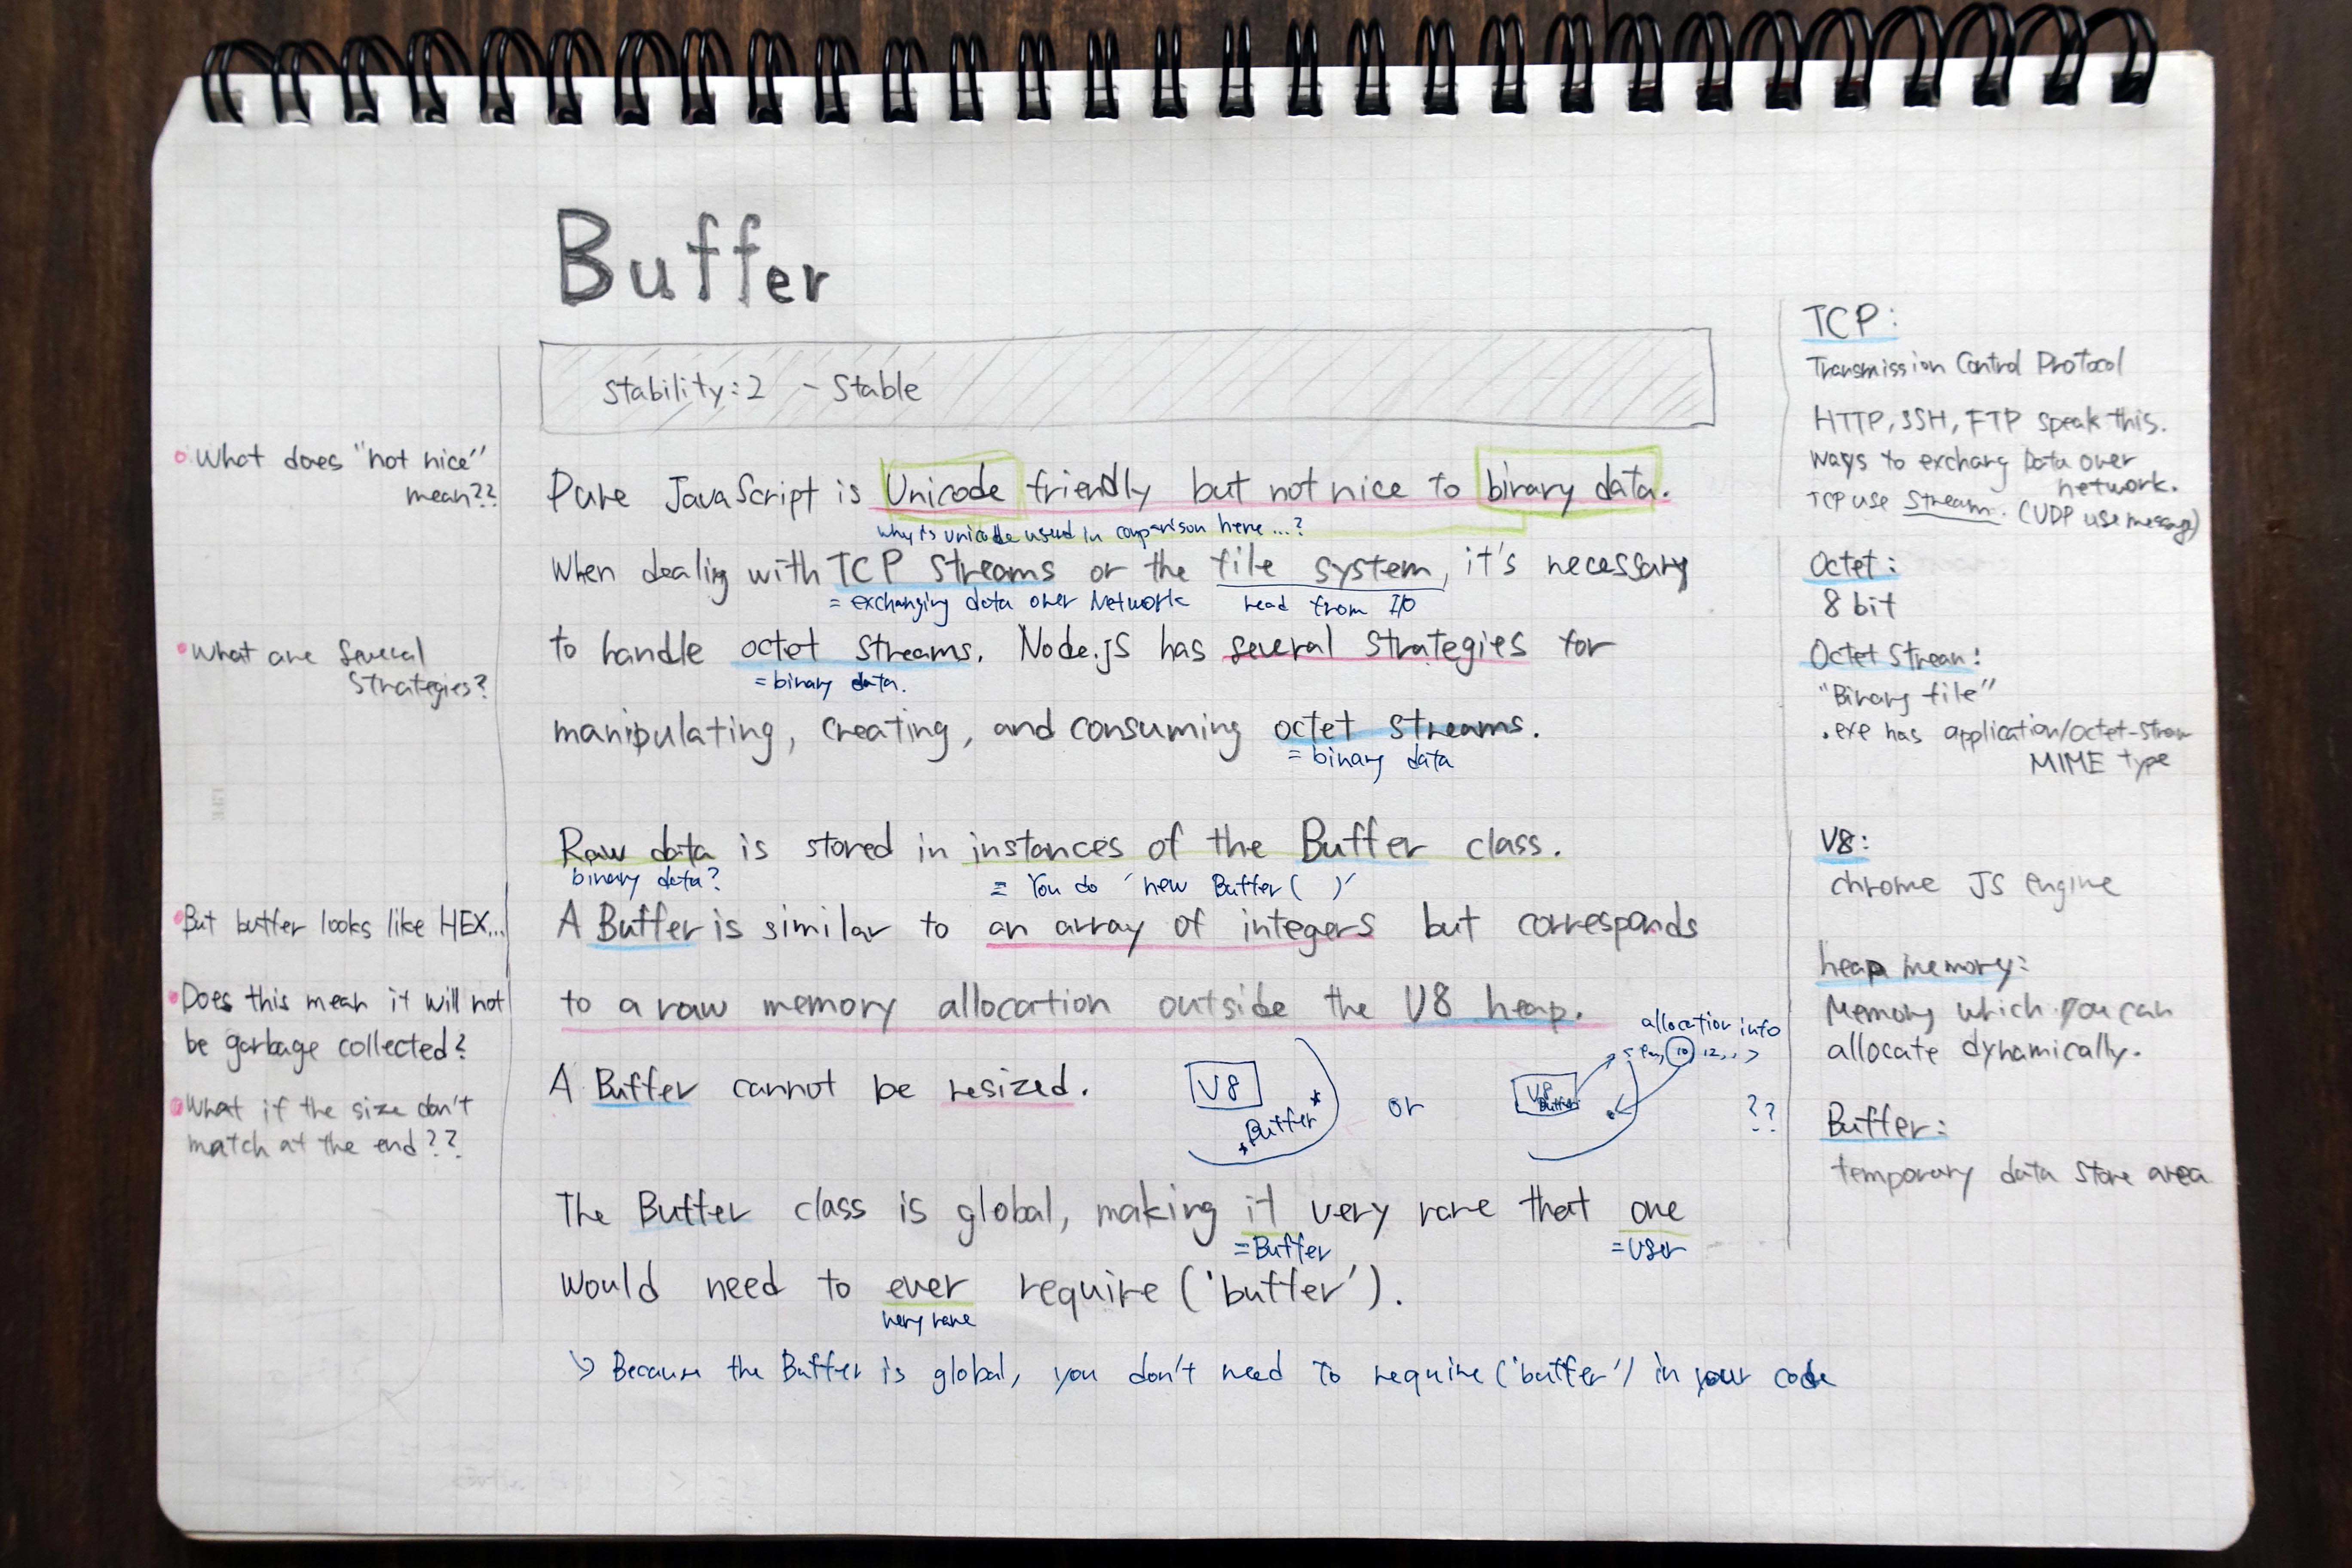 Buffer
Stability: 2 - Stable
Pure JavaScript is Unicode friendly but not nice to binary data.
why is unicode used in comparison here...?
When dealing with TCP streams or the file system, it's necessary
= exchanging data over Network read from I/O
to handle octet streams. Node.js has several strategies for
= binary data.
manipulating, creating, and consuming octet streams.
= binary data
Raw data is stored in instances of the Buffer class.
binary data? = You do 'new Buffer( )'
A Buffer is similar to an array of integers but corresponds
to a raw memory allocation outside the V8 heap.
A Buffer cannot be resized.
V8
Buffer
or
V8
Buffer
allocation info
10 12, .. >
??
The Buffer class is global, making it very rare that one
= Buffer = user
would need to ever require('buffer').
very rare
Because the Buffer is global, you don't need to require('buffer') in your code
What does "not nice"
mean??
What are several
strategies?
But buffer looks like HEX...
Does this mean it will not
be garbage collected?
What if the size don't
match at the end??
TCP:
Transmission Control Protocol
HTTP, SSH, FTP speak this.
ways to exchang Data over
network.
TCP use Stream. (UDP use message)
Octet:
8 bit
Octet Stream:
"Binary file"
.exe has application/octet-stream
MIME type
V8:
chrome JS engine
heap memory:
Memory which you can
allocate dynamically.
Buffer:
temporary data store area